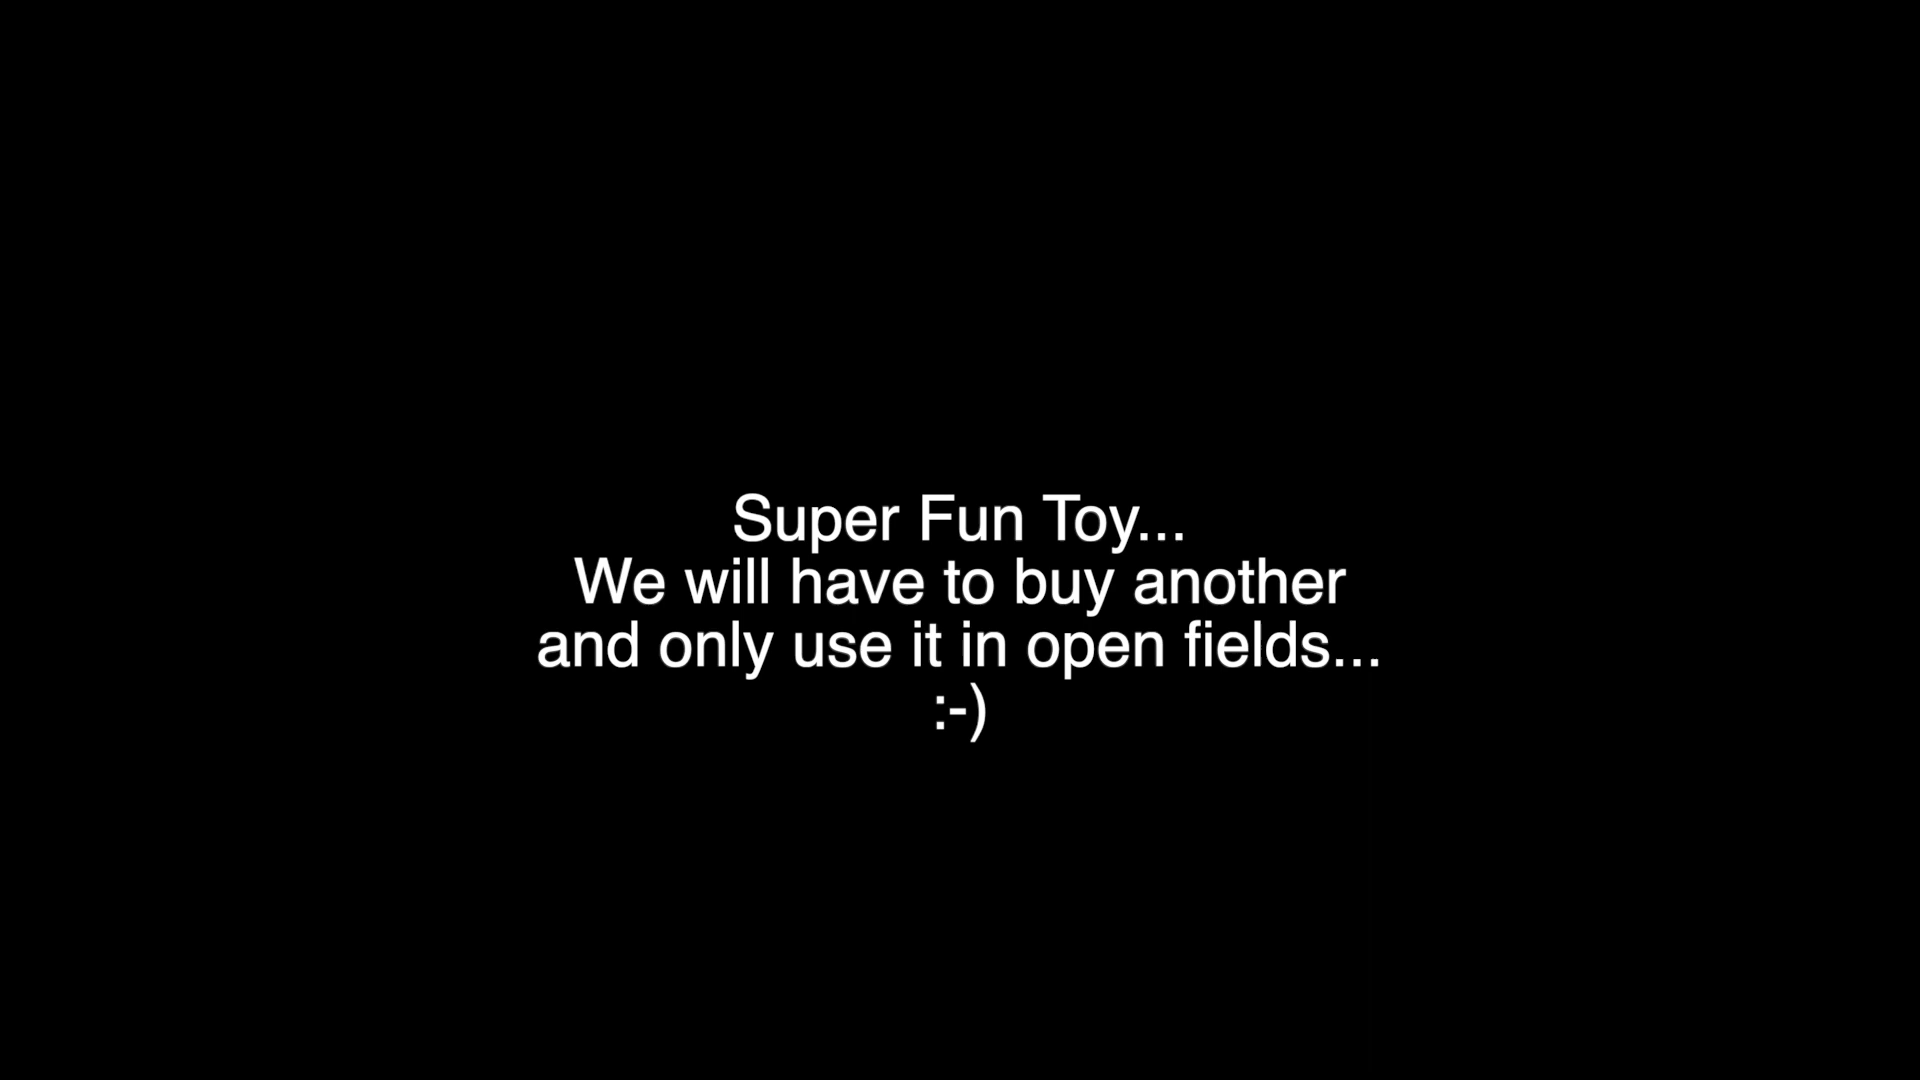 Super Fun Toy...
We will have to buy another
and only use it in open fields...
:-)